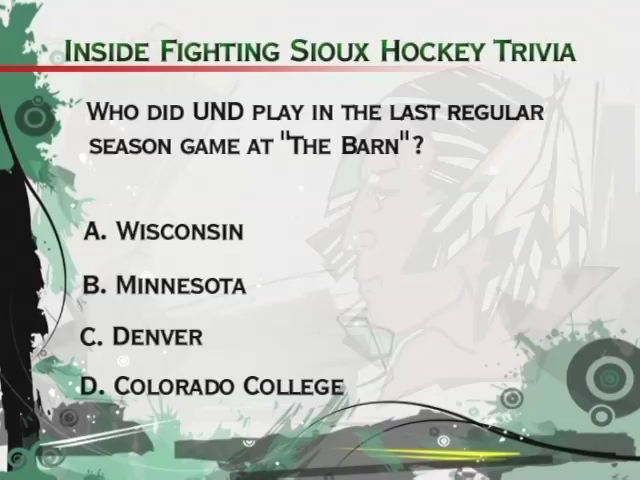 Inside Fighting Sioux Hockey Trivia
Who did UND play in the last regular
season game at "The Barn"?
A. Wisconsin
B. Minnesota
C. Denver
D. Colorado College